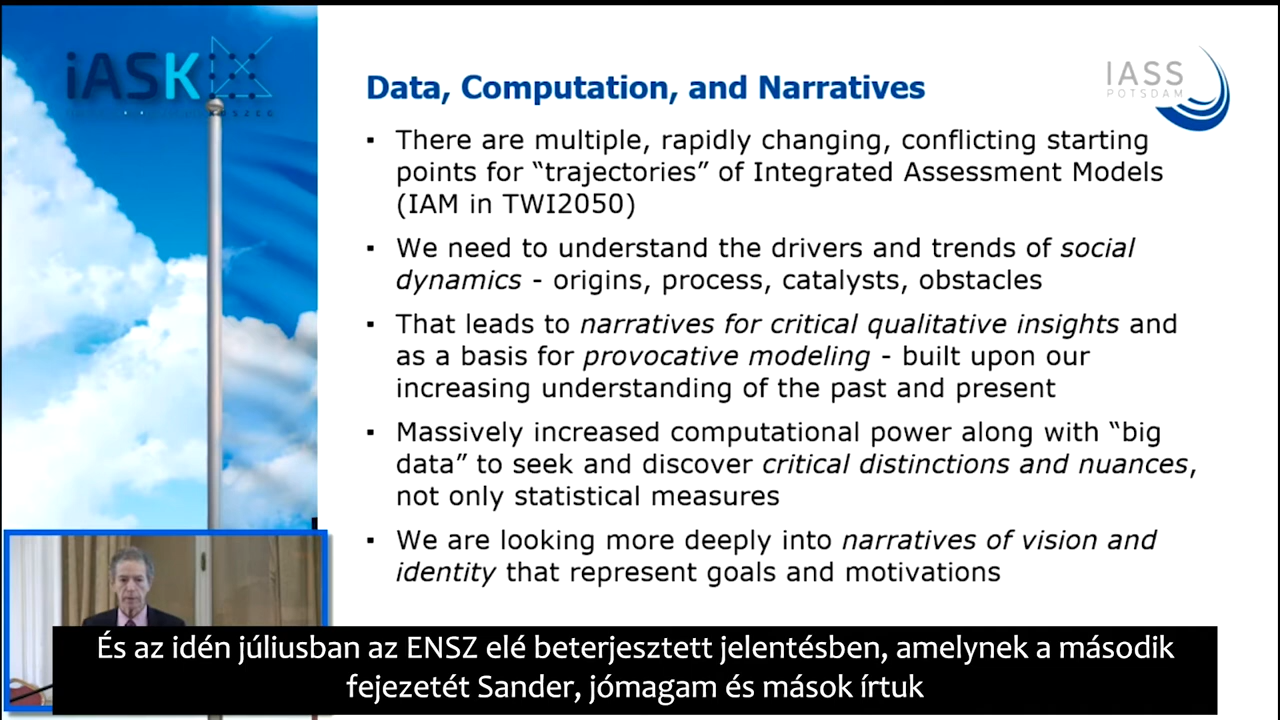 iASK
KŐSZEG
IASS
POTSDAM
Data, Computation, and Narratives
▪ There are multiple, rapidly changing, conflicting starting
points for “trajectories” of Integrated Assessment Models
(IAM in TWI2050)
▪ We need to understand the drivers and trends of social
dynamics - origins, process, catalysts, obstacles
▪ That leads to narratives for critical qualitative insights and
as a basis for provocative modeling - built upon our
increasing understanding of the past and present
▪ Massively increased computational power along with “big
data” to seek and discover critical distinctions and nuances,
not only statistical measures
▪ We are looking more deeply into narratives of vision and
identity that represent goals and motivations
És az idén júliusban az ENSZ elé beterjesztett jelentésben, amelynek a második
fejezetét Sander, jómagam és mások írtuk